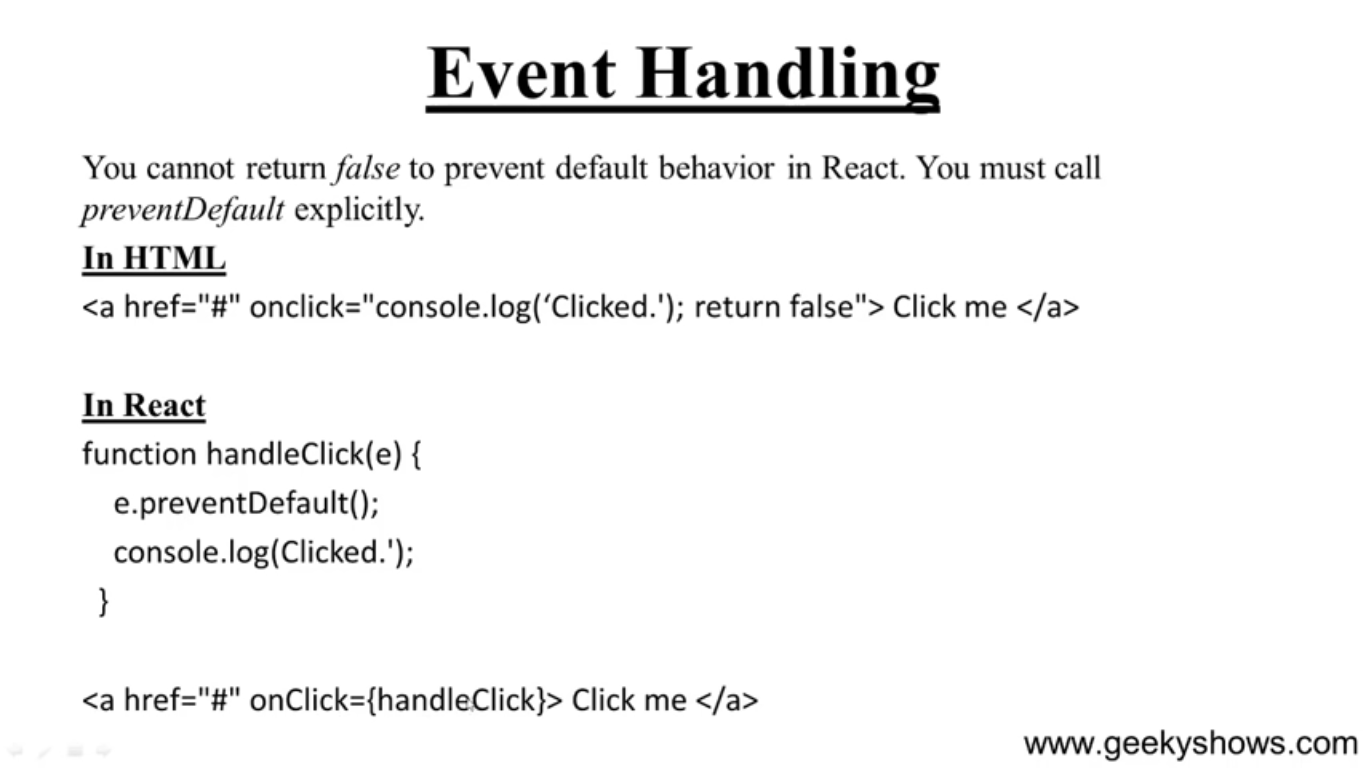 Event Handling
You cannot return false to prevent default behavior in React. You must call
preventDefault explicitly.
In HTML
<a href="#" onclick="console.log(‘Clicked.'); return false"> Click me </a>
In React
function handleClick(e) {
e.preventDefault();
console.log(Clicked.');
}
<a href="#" onClick={handleClick}> Click me </a>
www.geekyshows.com